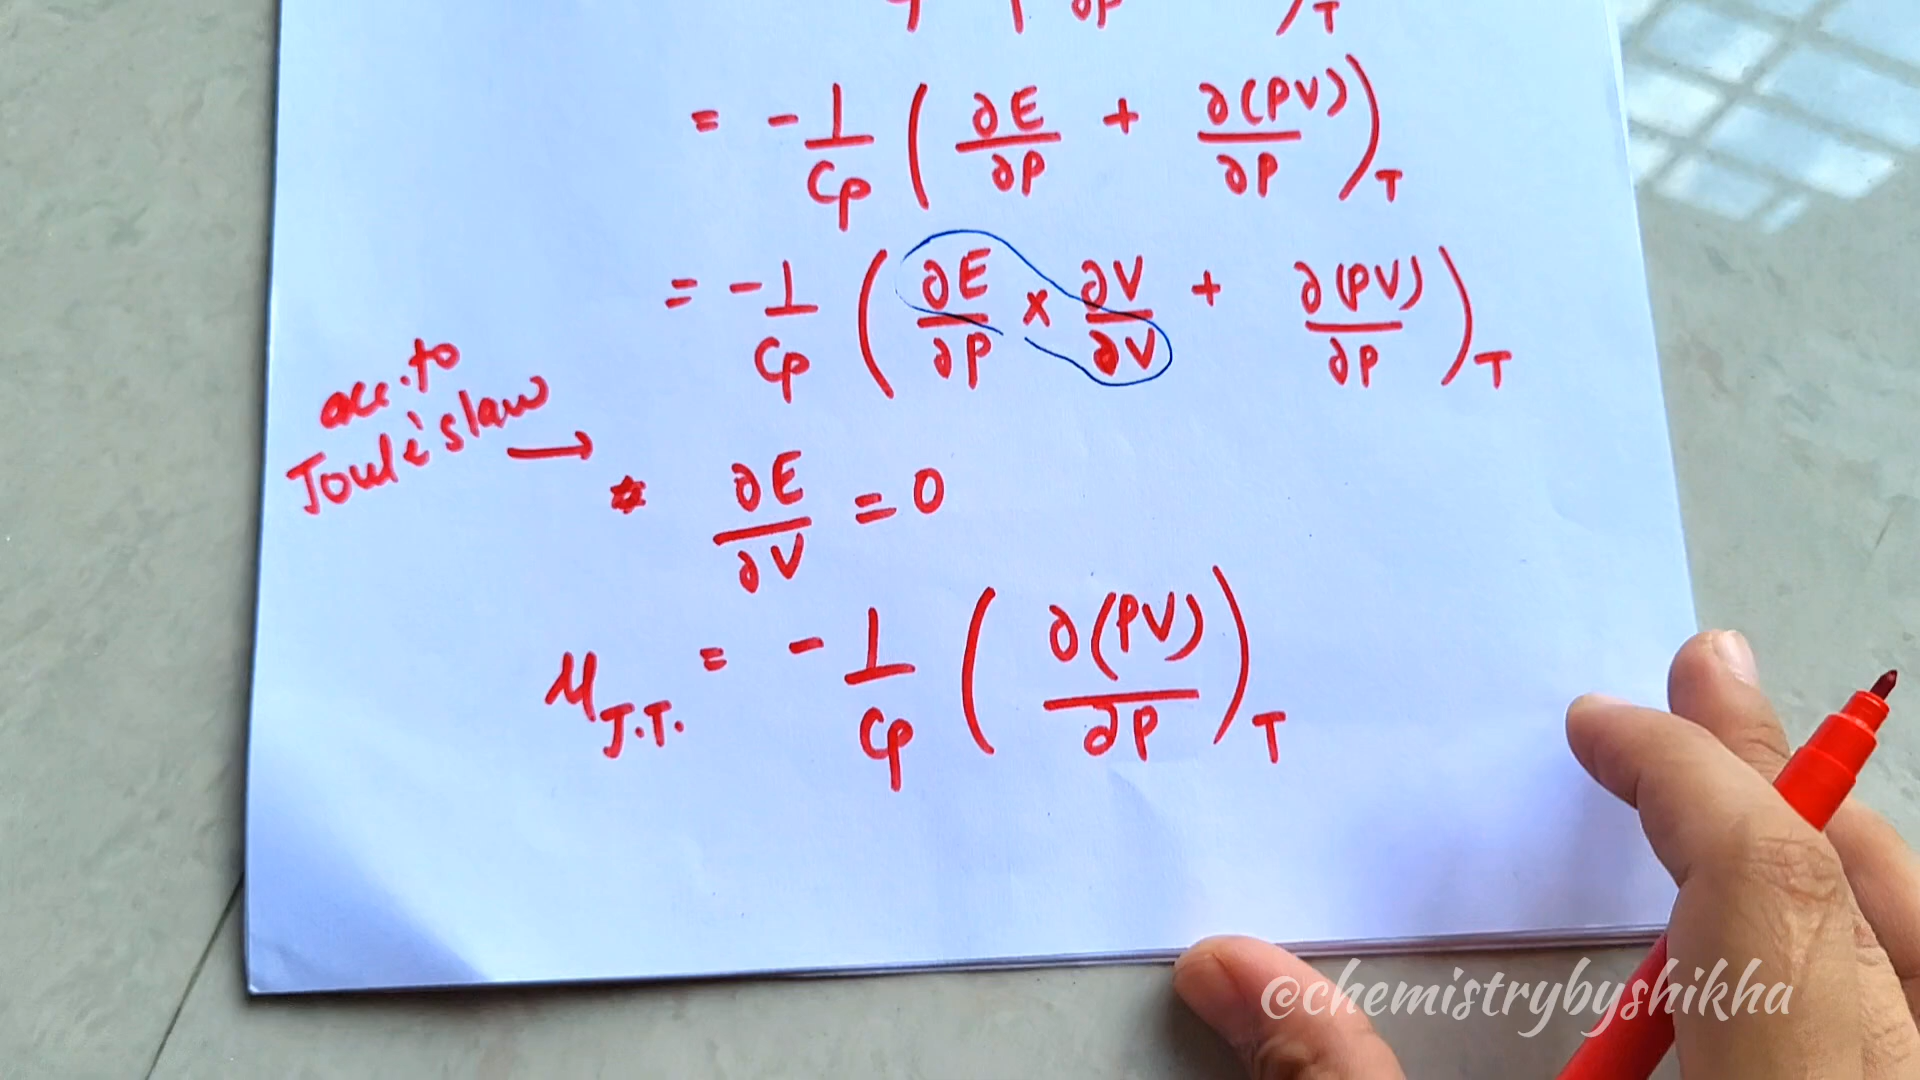 ∂P )T
= - 1/Cp ( ∂E/∂P + ∂(PV)/∂P )T
= - 1/Cp ( ∂E/∂P × ∂V/∂V + ∂(PV)/∂P )T
acc. to
Joule's law →
* ∂E/∂V = 0
μJ.T. = - 1/Cp ( ∂(PV)/∂P )T
@chemistrybyshikha